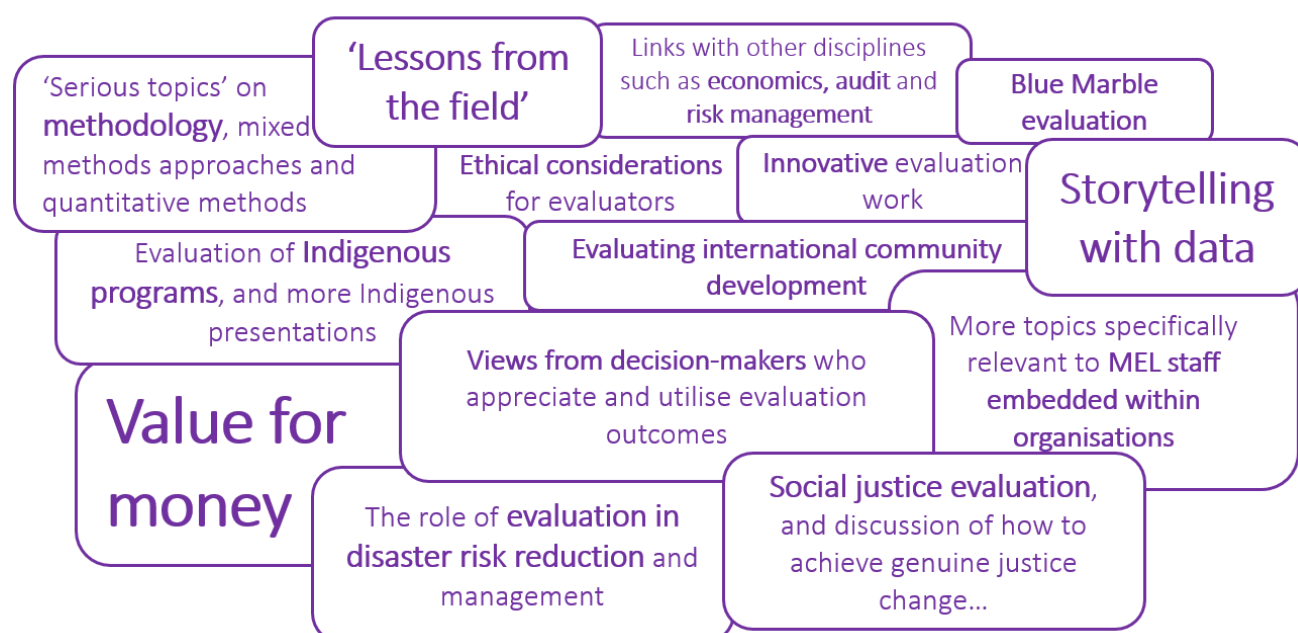 ‘Serious topics’ on
methodology, mixed
methods approaches and
quantitative methods
‘Lessons from
the field’
Links with other disciplines
such as economics, audit and
risk management
Blue Marble
evaluation
Ethical considerations
for evaluators
Innovative evaluation
work
Storytelling
with data
Evaluation of Indigenous
programs, and more Indigenous
presentations
Evaluating international community
development
Views from decision-makers who
appreciate and utilise evaluation
outcomes
More topics specifically
relevant to MEL staff
embedded within
organisations
Value for
money
The role of evaluation in
disaster risk reduction and
management
Social justice evaluation,
and discussion of how to
achieve genuine justice
change…